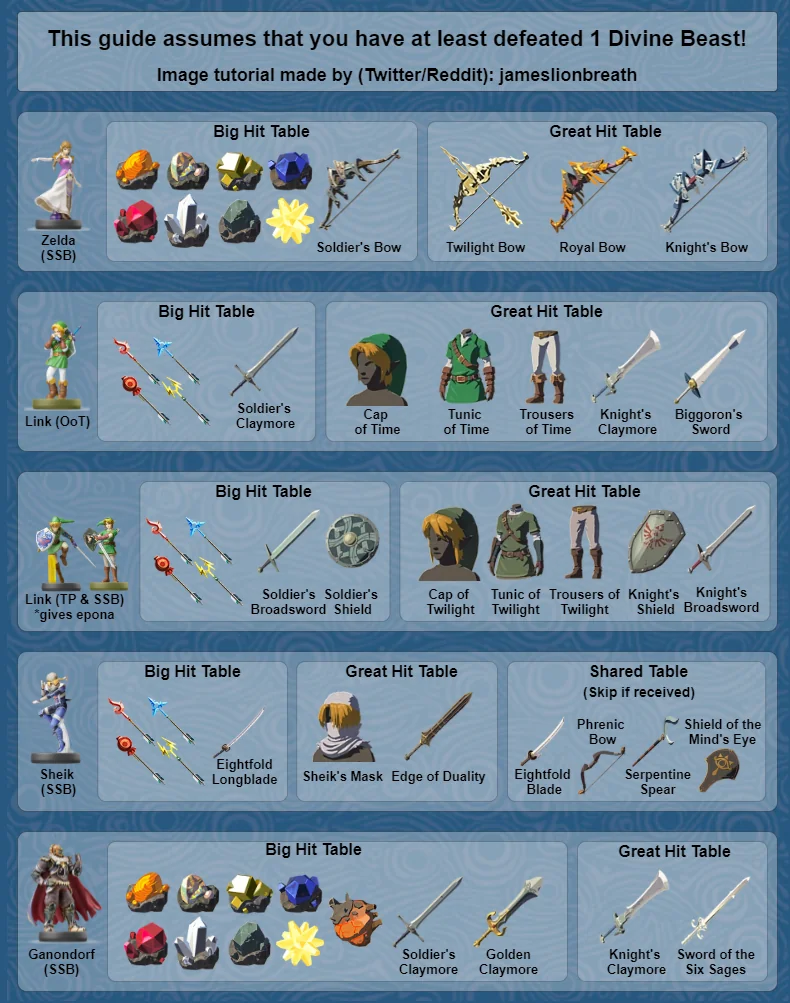 This guide assumes that you have at least defeated 1 Divine Beast!
Image tutorial made by (Twitter/Reddit): jameslionbreath
Zelda
(SSB)
Big Hit Table
Soldier's Bow
Great Hit Table
Twilight Bow
Royal Bow
Knight's Bow
Link (OoT)
Big Hit Table
Soldier's
Claymore
Great Hit Table
Cap
of Time
Tunic
of Time
Trousers
of Time
Knight's
Claymore
Biggoron's
Sword
Link (TP & SSB)
*gives epona
Big Hit Table
Soldier's
Broadsword
Soldier's
Shield
Great Hit Table
Cap of
Twilight
Tunic of
Twilight
Trousers of
Twilight
Knight's
Shield
Knight's
Broadsword
Sheik
(SSB)
Big Hit Table
Eightfold
Longblade
Great Hit Table
Sheik's Mask
Edge of Duality
Shared Table
(Skip if received)
Eightfold
Blade
Phrenic
Bow
Serpentine
Spear
Shield of the
Mind's Eye
Ganondorf
(SSB)
Big Hit Table
Soldier's
Claymore
Golden
Claymore
Great Hit Table
Knight's
Claymore
Sword of the
Six Sages